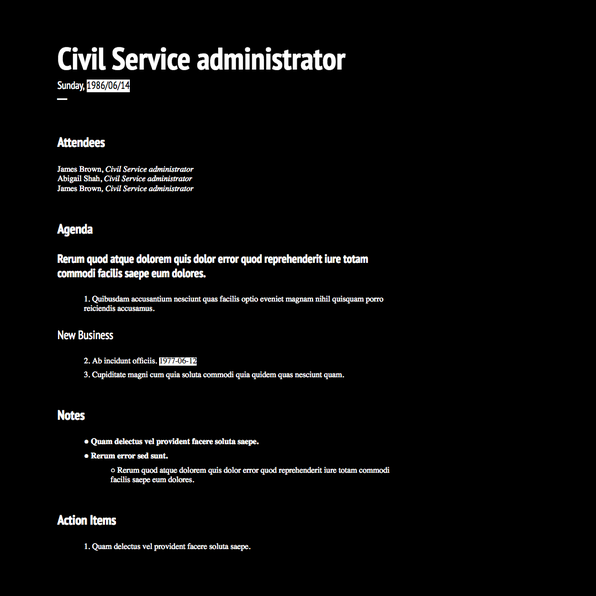 Civil Service administrator
Sunday, 1986/06/14
Attendees
James Brown, Civil Service administrator
Abigail Shah, Civil Service administrator
James Brown, Civil Service administrator
Agenda
Rerum quod atque dolorem quis dolor error quod reprehenderit iure totam
commodi facilis saepe eum dolores.
1. Quibusdam accusantium nesciunt quas facilis optio eveniet magnam nihil quisquam porro
reiciendis accusamus.
New Business
2. Ab incidunt officiis. 1977-06-12
3. Cupiditate magni cum quia soluta commodi quia quidem quas nesciunt quam.
Notes
● Quam delectus vel provident facere soluta saepe.
● Rerum error sed sunt.
○ Rerum quod atque dolorem quis dolor error quod reprehenderit iure totam commodi
facilis saepe eum dolores.
Action Items
1. Quam delectus vel provident facere soluta saepe.